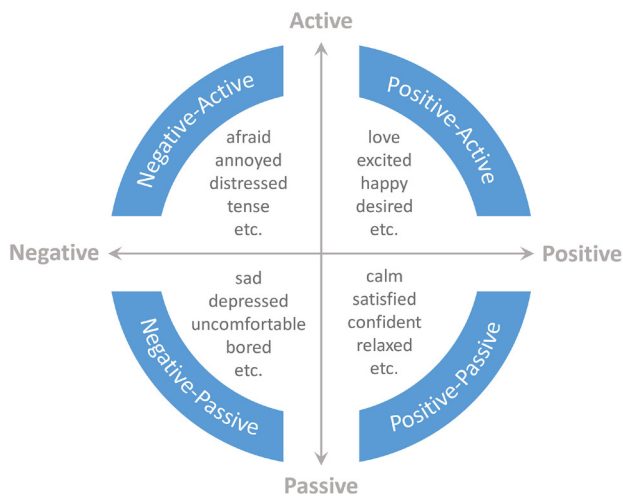 Active
Negative-Active
Positive-Active
afraid
annoyed
distressed
tense
etc.
love
excited
happy
desired
etc.
Negative
Positive
sad
depressed
uncomfortable
bored
etc.
calm
satisfied
confident
relaxed
etc.
Negative-Passive
Positive-Passive
Passive